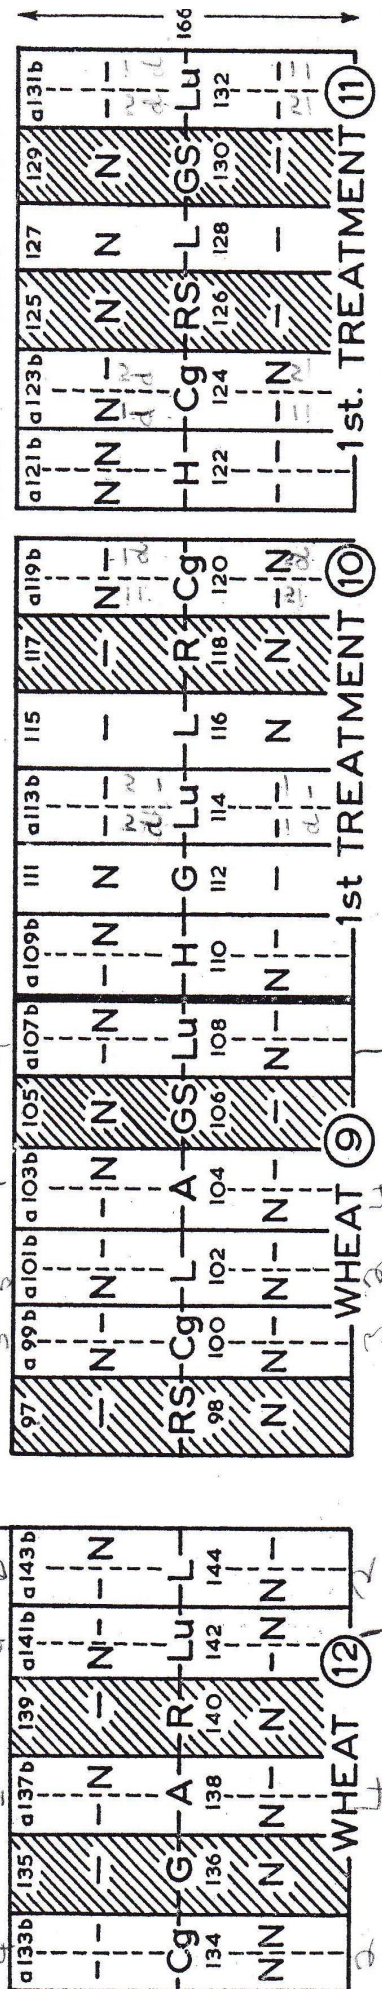 a133b 135 a137b 139 a141b a143b
— — — — N — N — — N
Cg G A R Lu L
134 136 138 140 142 144
N N N N — N — N N —
WHEAT 12
97 a99b a101b a103b 105 a107b a109b 111 a113b 115 117 a119b
— N — N — — N N — N — N N — — — — N —
RS Cg L A GS Lu H G Lu L R Cg
98 100 102 104 106 108 110 112 114 116 118 120
N N — N — N — — N — N — — — — N N — N
WHEAT 9 1st TREATMENT 10
a121b a123b 125 127 129 a131b
N N N — N N N — —
H Cg RS L GS Lu
122 124 126 128 130 132
— — — N — — — — —
1st. TREATMENT 11
166